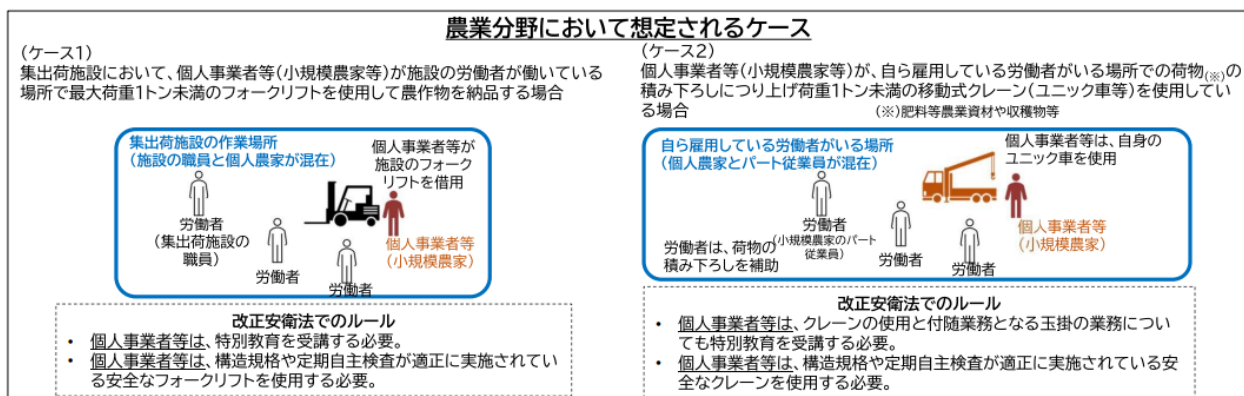 農業分野において想定されるケース
（ケース1）
集出荷施設において、個人事業者等(小規模農家等)が施設の労働者が働いている
場所で最大荷重1トン未満のフォークリフトを使用して農作物を納品する場合
集出荷施設の作業場所
(施設の職員と個人農家が混在)
個人事業者等が
施設のフォーク
リフトを借用
労働者
(集出荷施設の
職員)
労働者
労働者
個人事業者等
(小規模農家)
改正安衛法でのルール
• 個人事業者等は、特別教育を受講する必要。
• 個人事業者等は、構造規格や定期自主検査が適正に実施されてい
る安全なフォークリフトを使用する必要。
（ケース2）
個人事業者等(小規模農家等)が、自ら雇用している労働者がいる場所での荷物(※)の
積み下ろしにつり上げ荷重1トン未満の移動式クレーン(ユニック車等)を使用してい
る場合
(※)肥料等農業資材や収穫物等
自ら雇用している労働者がいる場所
(個人農家とパート従業員が混在)
個人事業者等は、自身の
ユニック車を使用
労働者
(小規模農家のパート
従業員)
労働者は、荷物の
積み下ろしを補助
労働者
労働者
個人事業者等
(小規模農家)
改正安衛法でのルール
• 個人事業者等は、クレーンの使用と付随業務となる玉掛の業務につい
ても特別教育を受講する必要。
• 個人事業者等は、構造規格や定期自主検査が適正に実施されている安
全なクレーンを使用する必要。